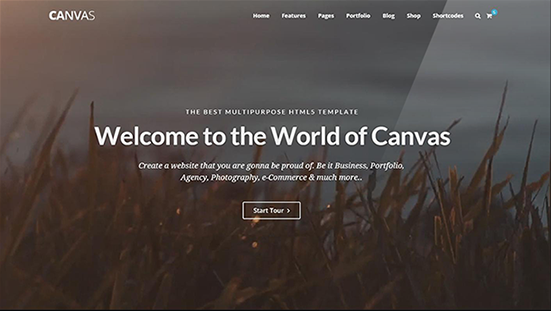 CANVAS
Home Features Pages Portfolio Blog Shop Shortcodes
THE BEST MULTIPURPOSE HTML5 TEMPLATE
Welcome to the World of Canvas
Create a website that you are gonna be proud of. Be it Business, Portfolio,
Agency, Photography, e-Commerce & much more..
Start Tour